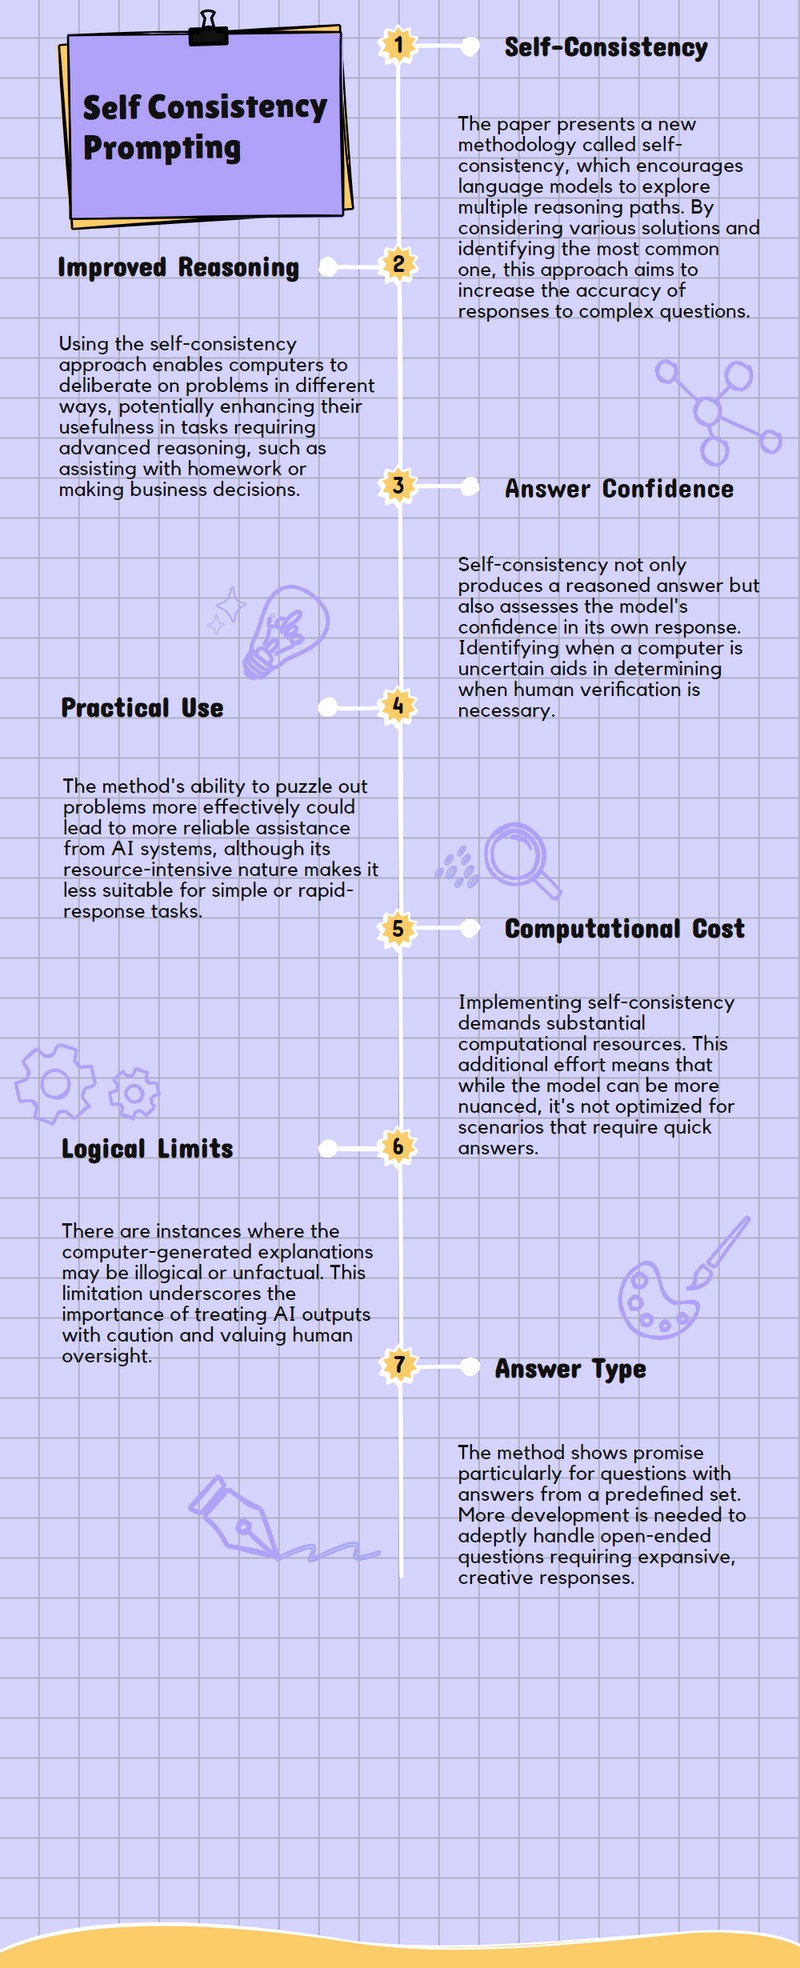 Self Consistency
Prompting
1
Self-Consistency
The paper presents a new
methodology called self-
consistency, which encourages
language models to explore
multiple reasoning paths. By
considering various solutions and
identifying the most common
one, this approach aims to
increase the accuracy of
responses to complex questions.
2
Improved Reasoning
Using the self-consistency
approach enables computers to
deliberate on problems in different
ways, potentially enhancing their
usefulness in tasks requiring
advanced reasoning, such as
assisting with homework or
making business decisions.
3
Answer Confidence
Self-consistency not only
produces a reasoned answer but
also assesses the model's
confidence in its own response.
Identifying when a computer is
uncertain aids in determining
when human verification is
necessary.
4
Practical Use
The method's ability to puzzle out
problems more effectively could
lead to more reliable assistance
from AI systems, although its
resource-intensive nature makes it
less suitable for simple or rapid-
response tasks.
5
Computational Cost
Implementing self-consistency
demands substantial
computational resources. This
additional effort means that
while the model can be more
nuanced, it's not optimized for
scenarios that require quick
answers.
6
Logical Limits
There are instances where the
computer-generated explanations
may be illogical or unfactual. This
limitation underscores the
importance of treating AI outputs
with caution and valuing human
oversight.
7
Answer Type
The method shows promise
particularly for questions with
answers from a predefined set.
More development is needed to
adeptly handle open-ended
questions requiring expansive,
creative responses.